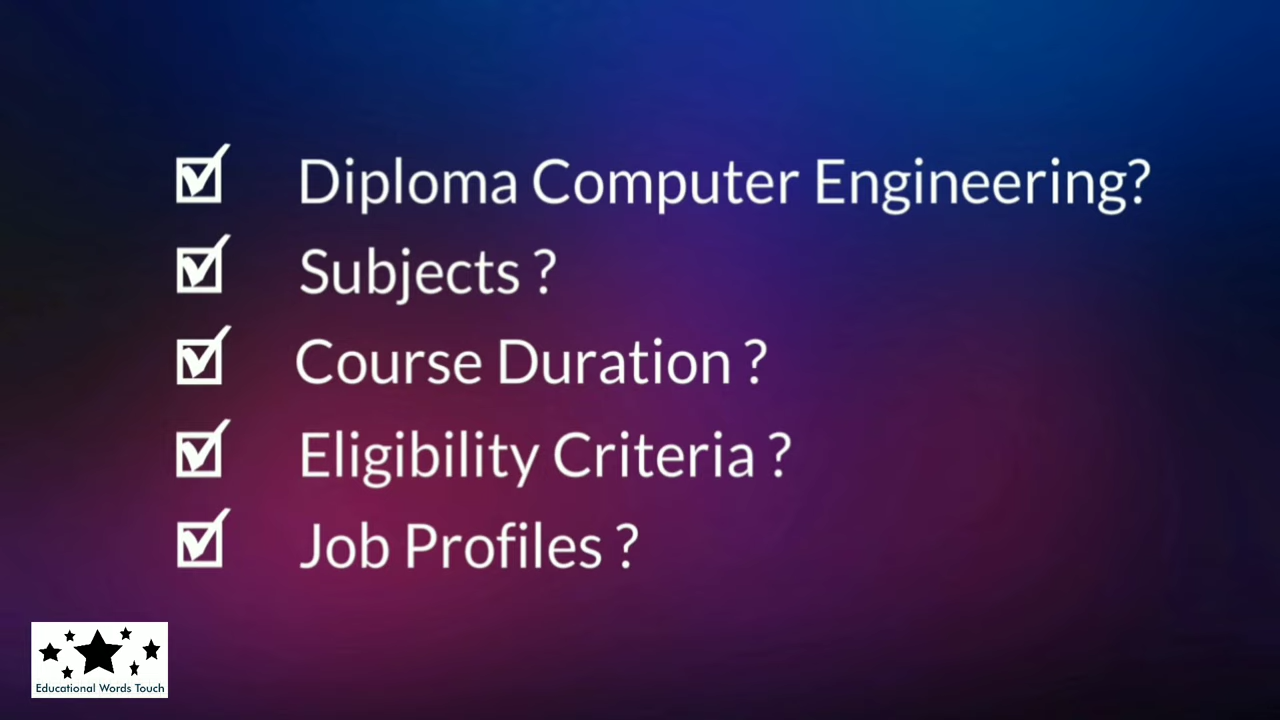 Diploma Computer Engineering?
Subjects ?
Course Duration ?
Eligibility Criteria ?
Job Profiles ?
Educational Words Touch